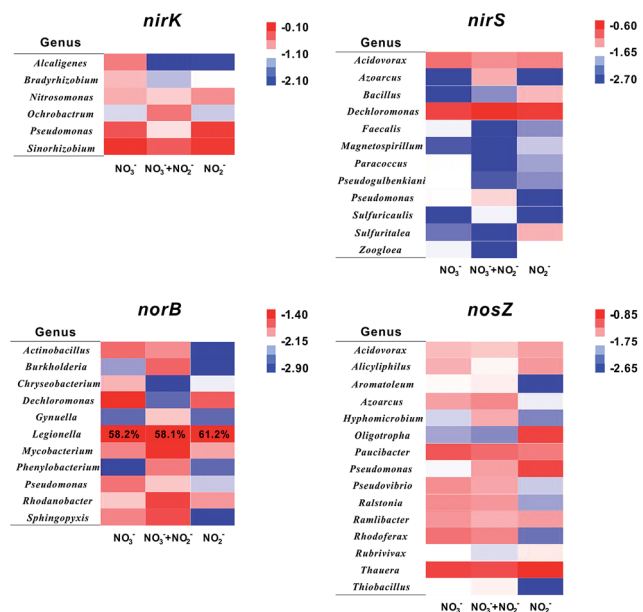 nirK
Genus
Alcaligenes
Bradyrhizobium
Nitrosomonas
Ochrobactrum
Pseudomonas
Sinorhizobium
NO₃⁻ NO₃⁻+NO₂⁻ NO₂⁻
-0.10
-1.10
-2.10
nirS
Genus
Acidovorax
Azoarcus
Bacillus
Dechloromonas
Faecalis
Magnetospirillum
Paracoccus
Pseudogulbenkiani
Pseudomonas
Sulfuricaulis
Sulfuritalea
Zoogloea
NO₃⁻ NO₃⁻+NO₂⁻ NO₂⁻
-0.60
-1.65
-2.70
norB
Genus
Actinobacillus
Burkholderia
Chryseobacterium
Dechloromonas
Gynuella
Legionella 58.2% 58.1% 61.2%
Mycobacterium
Phenylobacterium
Pseudomonas
Rhodanobacter
Sphingopyxis
NO₃⁻ NO₃⁻+NO₂⁻ NO₂⁻
-1.40
-2.15
-2.90
nosZ
Genus
Acidovorax
Alicyliphilus
Aromatoleum
Azoarcus
Hyphomicrobium
Oligotropha
Paucibacter
Pseudomonas
Pseudovibrio
Ralstonia
Ramlibacter
Rhodoferax
Rubrivivax
Thauera
Thiobacillus
NO₃⁻ NO₃⁻+NO₂⁻ NO₂⁻
-0.85
-1.75
-2.65